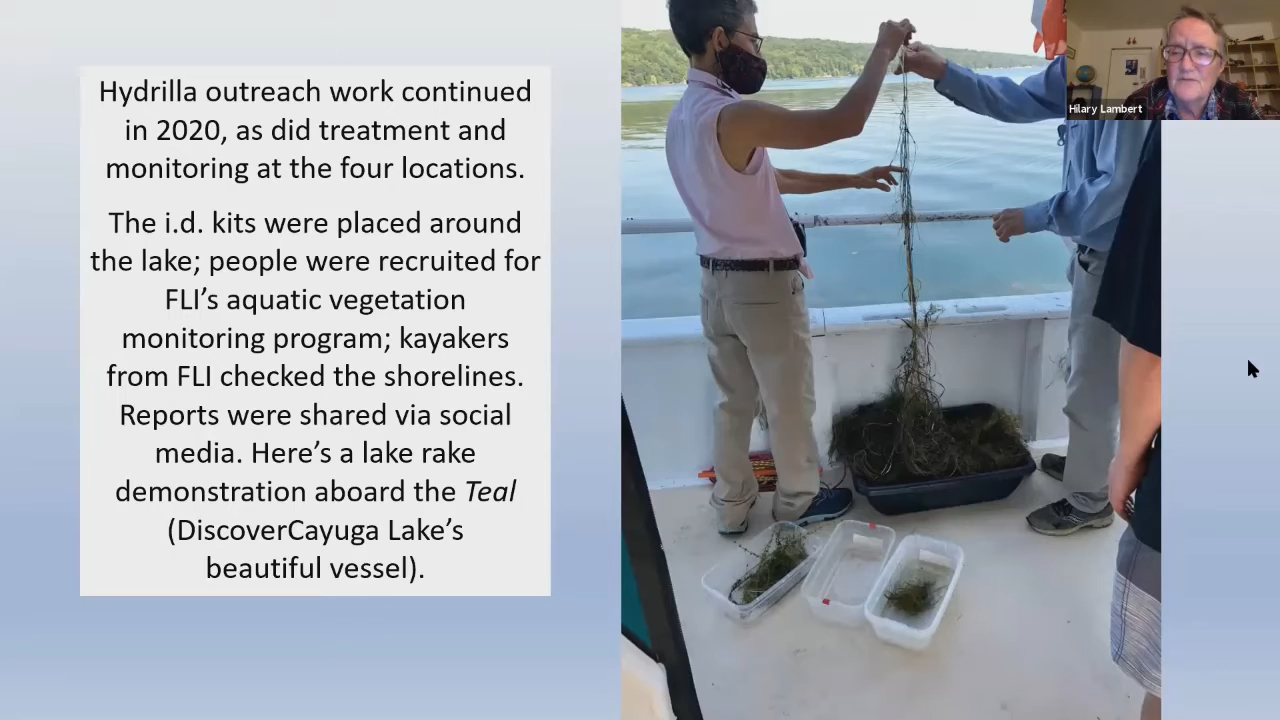 Hydrilla outreach work continued
in 2020, as did treatment and
monitoring at the four locations.
The i.d. kits were placed around
the lake; people were recruited for
FLI's aquatic vegetation
monitoring program; kayakers
from FLI checked the shorelines.
Reports were shared via social
media. Here's a lake rake
demonstration aboard the Teal
(DiscoverCayuga Lake's
beautiful vessel).
Hilary Lambert